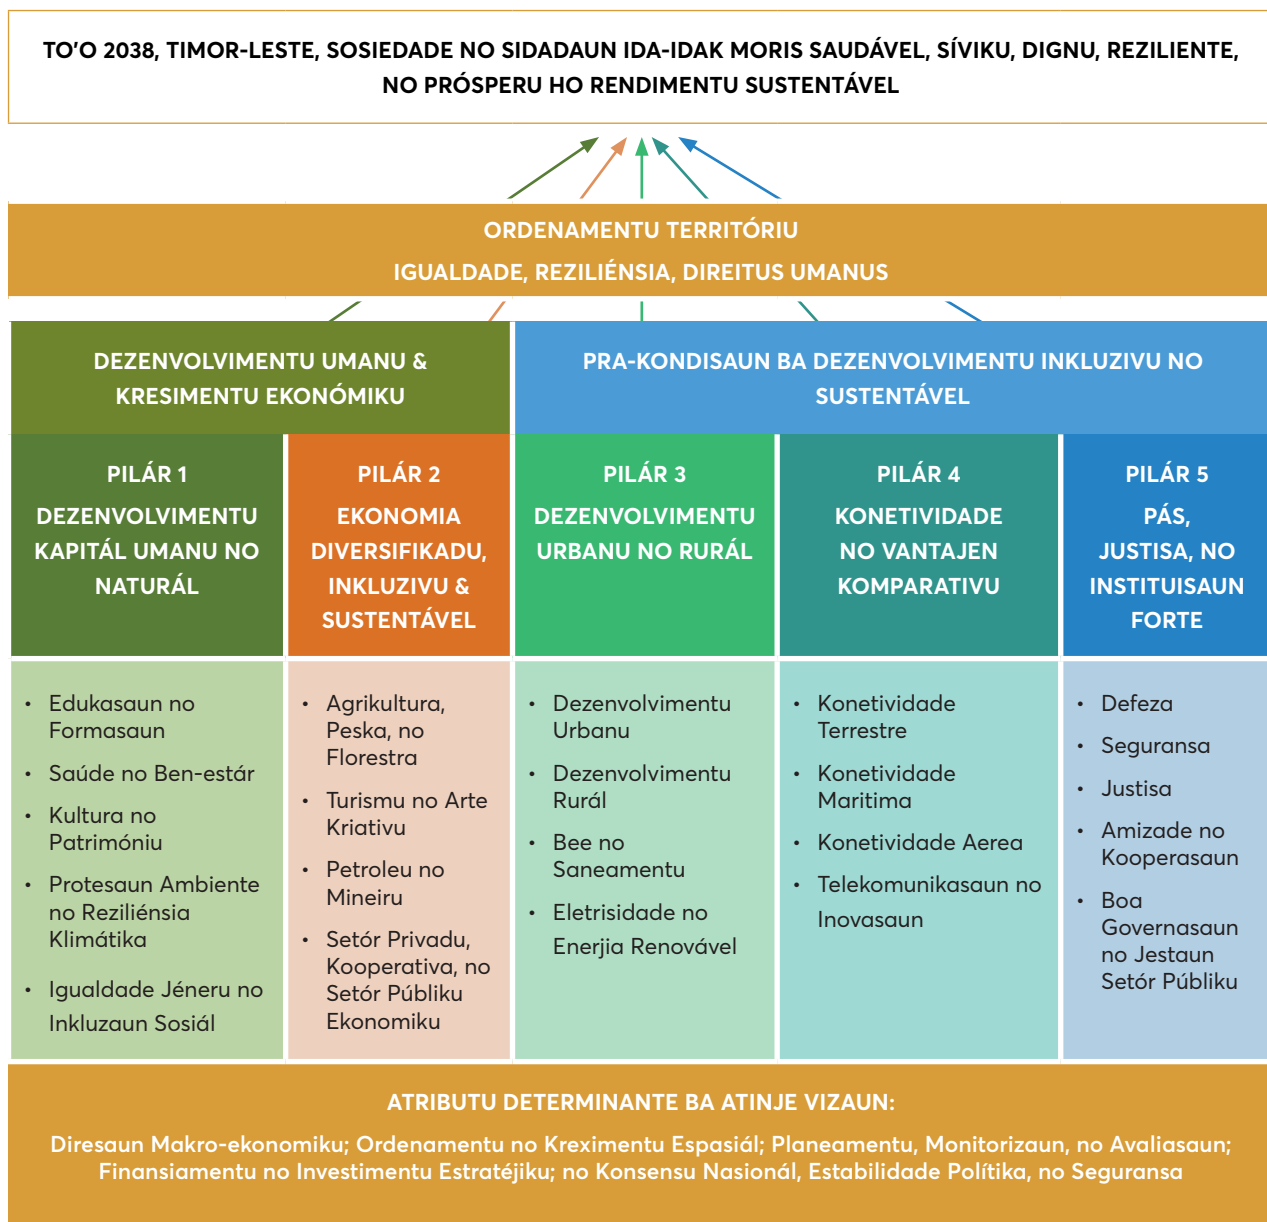 TO'O 2038, TIMOR-LESTE, SOSIEDADE NO SIDADAUN IDA-IDAK MORIS SAUDÁVEL, SÍVIKU, DIGNU, REZILIENTE,
NO PRÓSPERU HO RENDIMENTU SUSTENTÁVEL
ORDENAMENTU TERRITÓRIU
IGUALDADE, REZILIÉNSIA, DIREITUS UMANUS
DEZENVOLVIMENTU UMANU &
KRESIMENTU EKONÓMIKU
PRA-KONDISAUN BA DEZENVOLVIMENTU INKLUZIVU NO
SUSTENTÁVEL
PILÁR 1
DEZENVOLVIMENTU
KAPITÁL UMANU NO
NATURÁL
PILÁR 2
EKONOMIA
DIVERSIFIKADU,
INKLUZIVU &
SUSTENTÁVEL
PILÁR 3
DEZENVOLVIMENTU
URBANU NO RURÁL
PILÁR 4
KONETIVIDADE
NO VANTAJEN
KOMPARATIVU
PILÁR 5
PÁS,
JUSTISA, NO
INSTITUISAUN
FORTE
• Edukasaun no
Formasaun
• Saúde no Ben-estár
• Kultura no
Patrimóniu
• Protesaun Ambiente
no Reziliénsia
Klimátika
• Igualdade Jéneru no
Inkluzaun Sosiál
• Agrikultura,
Peska, no
Florestra
• Turismu no Arte
Kriativu
• Petroleu no
Mineiru
• Setór Privadu,
Kooperativa, no
Setór Públiku
Ekonomiku
• Dezenvolvimentu
Urbanu
• Dezenvolvimentu
Rurál
• Bee no
Saneamentu
• Eletrisidade no
Enerjia Renovável
• Konetividade
Terrestre
• Konetividade
Maritima
• Konetividade Aerea
• Telekomunikasaun no
Inovasaun
• Defeza
• Seguransa
• Justisa
• Amizade no
Kooperasaun
• Boa
Governasaun
no Jestaun
Setór Públiku
ATRIBUTU DETERMINANTE BA ATINJE VIZAUN:
Diresaun Makro-ekonomiku; Ordenamentu no Kreximentu Espasiál; Planeamentu, Monitorizaun, no Avaliasaun;
Finansiamentu no Investimentu Estratéjiku; no Konsensu Nasionál, Estabilidade Polítika, no Seguransa